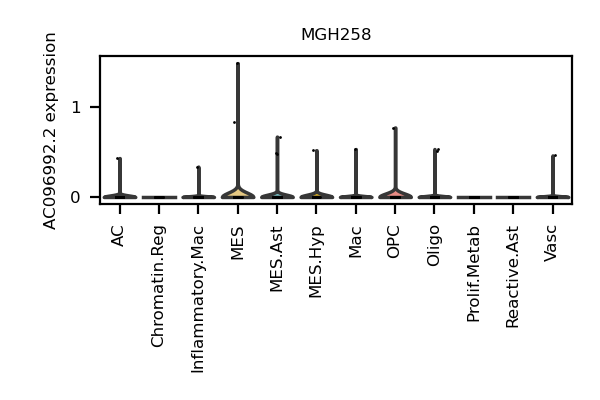 MGH258
AC096992.2 expression
1
0
AC
Chromatin.Reg
Inflammatory.Mac
MES
MES.Ast
MES.Hyp
Mac
OPC
Oligo
Prolif.Metab
Reactive.Ast
Vasc